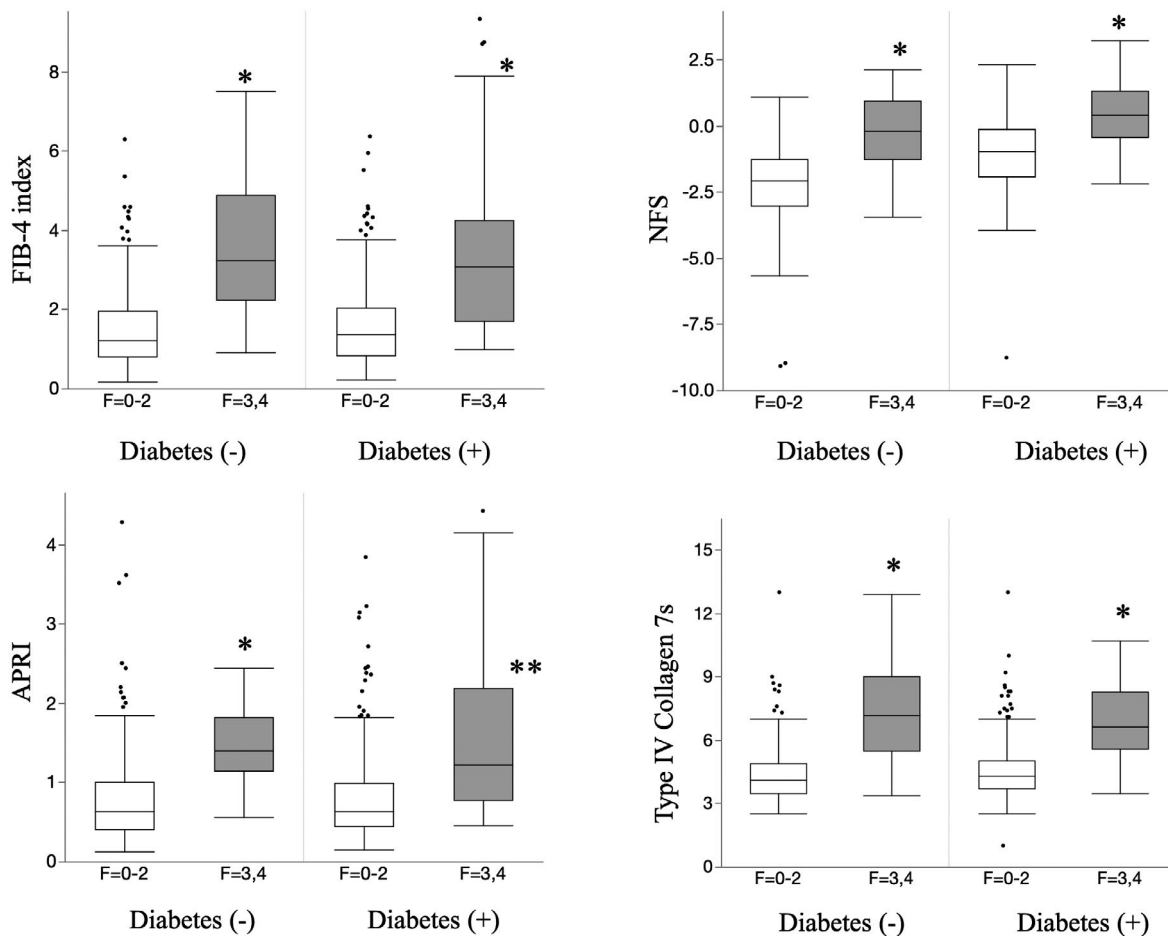 FIB-4 index
8
6
4
2
0
*
*
F=0-2
F=3,4
F=0-2
F=3,4
Diabetes (-)
Diabetes (+)
NFS
2.5
0.0
-2.5
-5.0
-7.5
-10.0
*
*
F=0-2
F=3,4
F=0-2
F=3,4
Diabetes (-)
Diabetes (+)
APRI
4
3
2
1
0
*
**
F=0-2
F=3,4
F=0-2
F=3,4
Diabetes (-)
Diabetes (+)
Type IV Collagen 7s
15
12
9
6
3
0
*
*
F=0-2
F=3,4
F=0-2
F=3,4
Diabetes (-)
Diabetes (+)